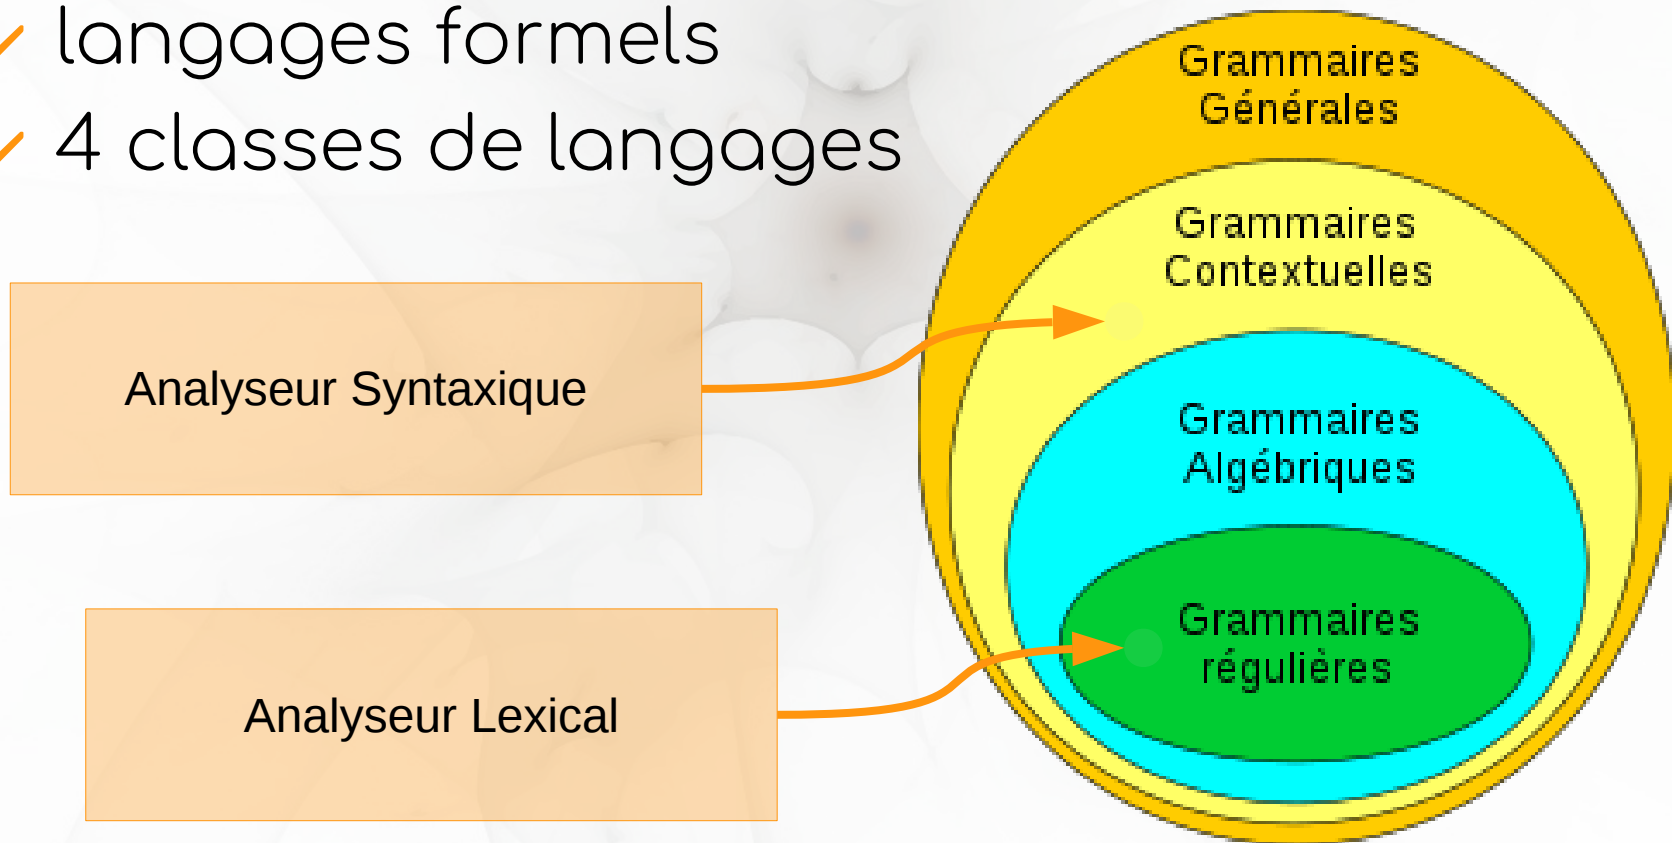 langages formels
4 classes de langages
Grammaires
Générales
Grammaires
Contextuelles
Analyseur Syntaxique
Grammaires
Algébriques
Grammaires
régulières
Analyseur Lexical